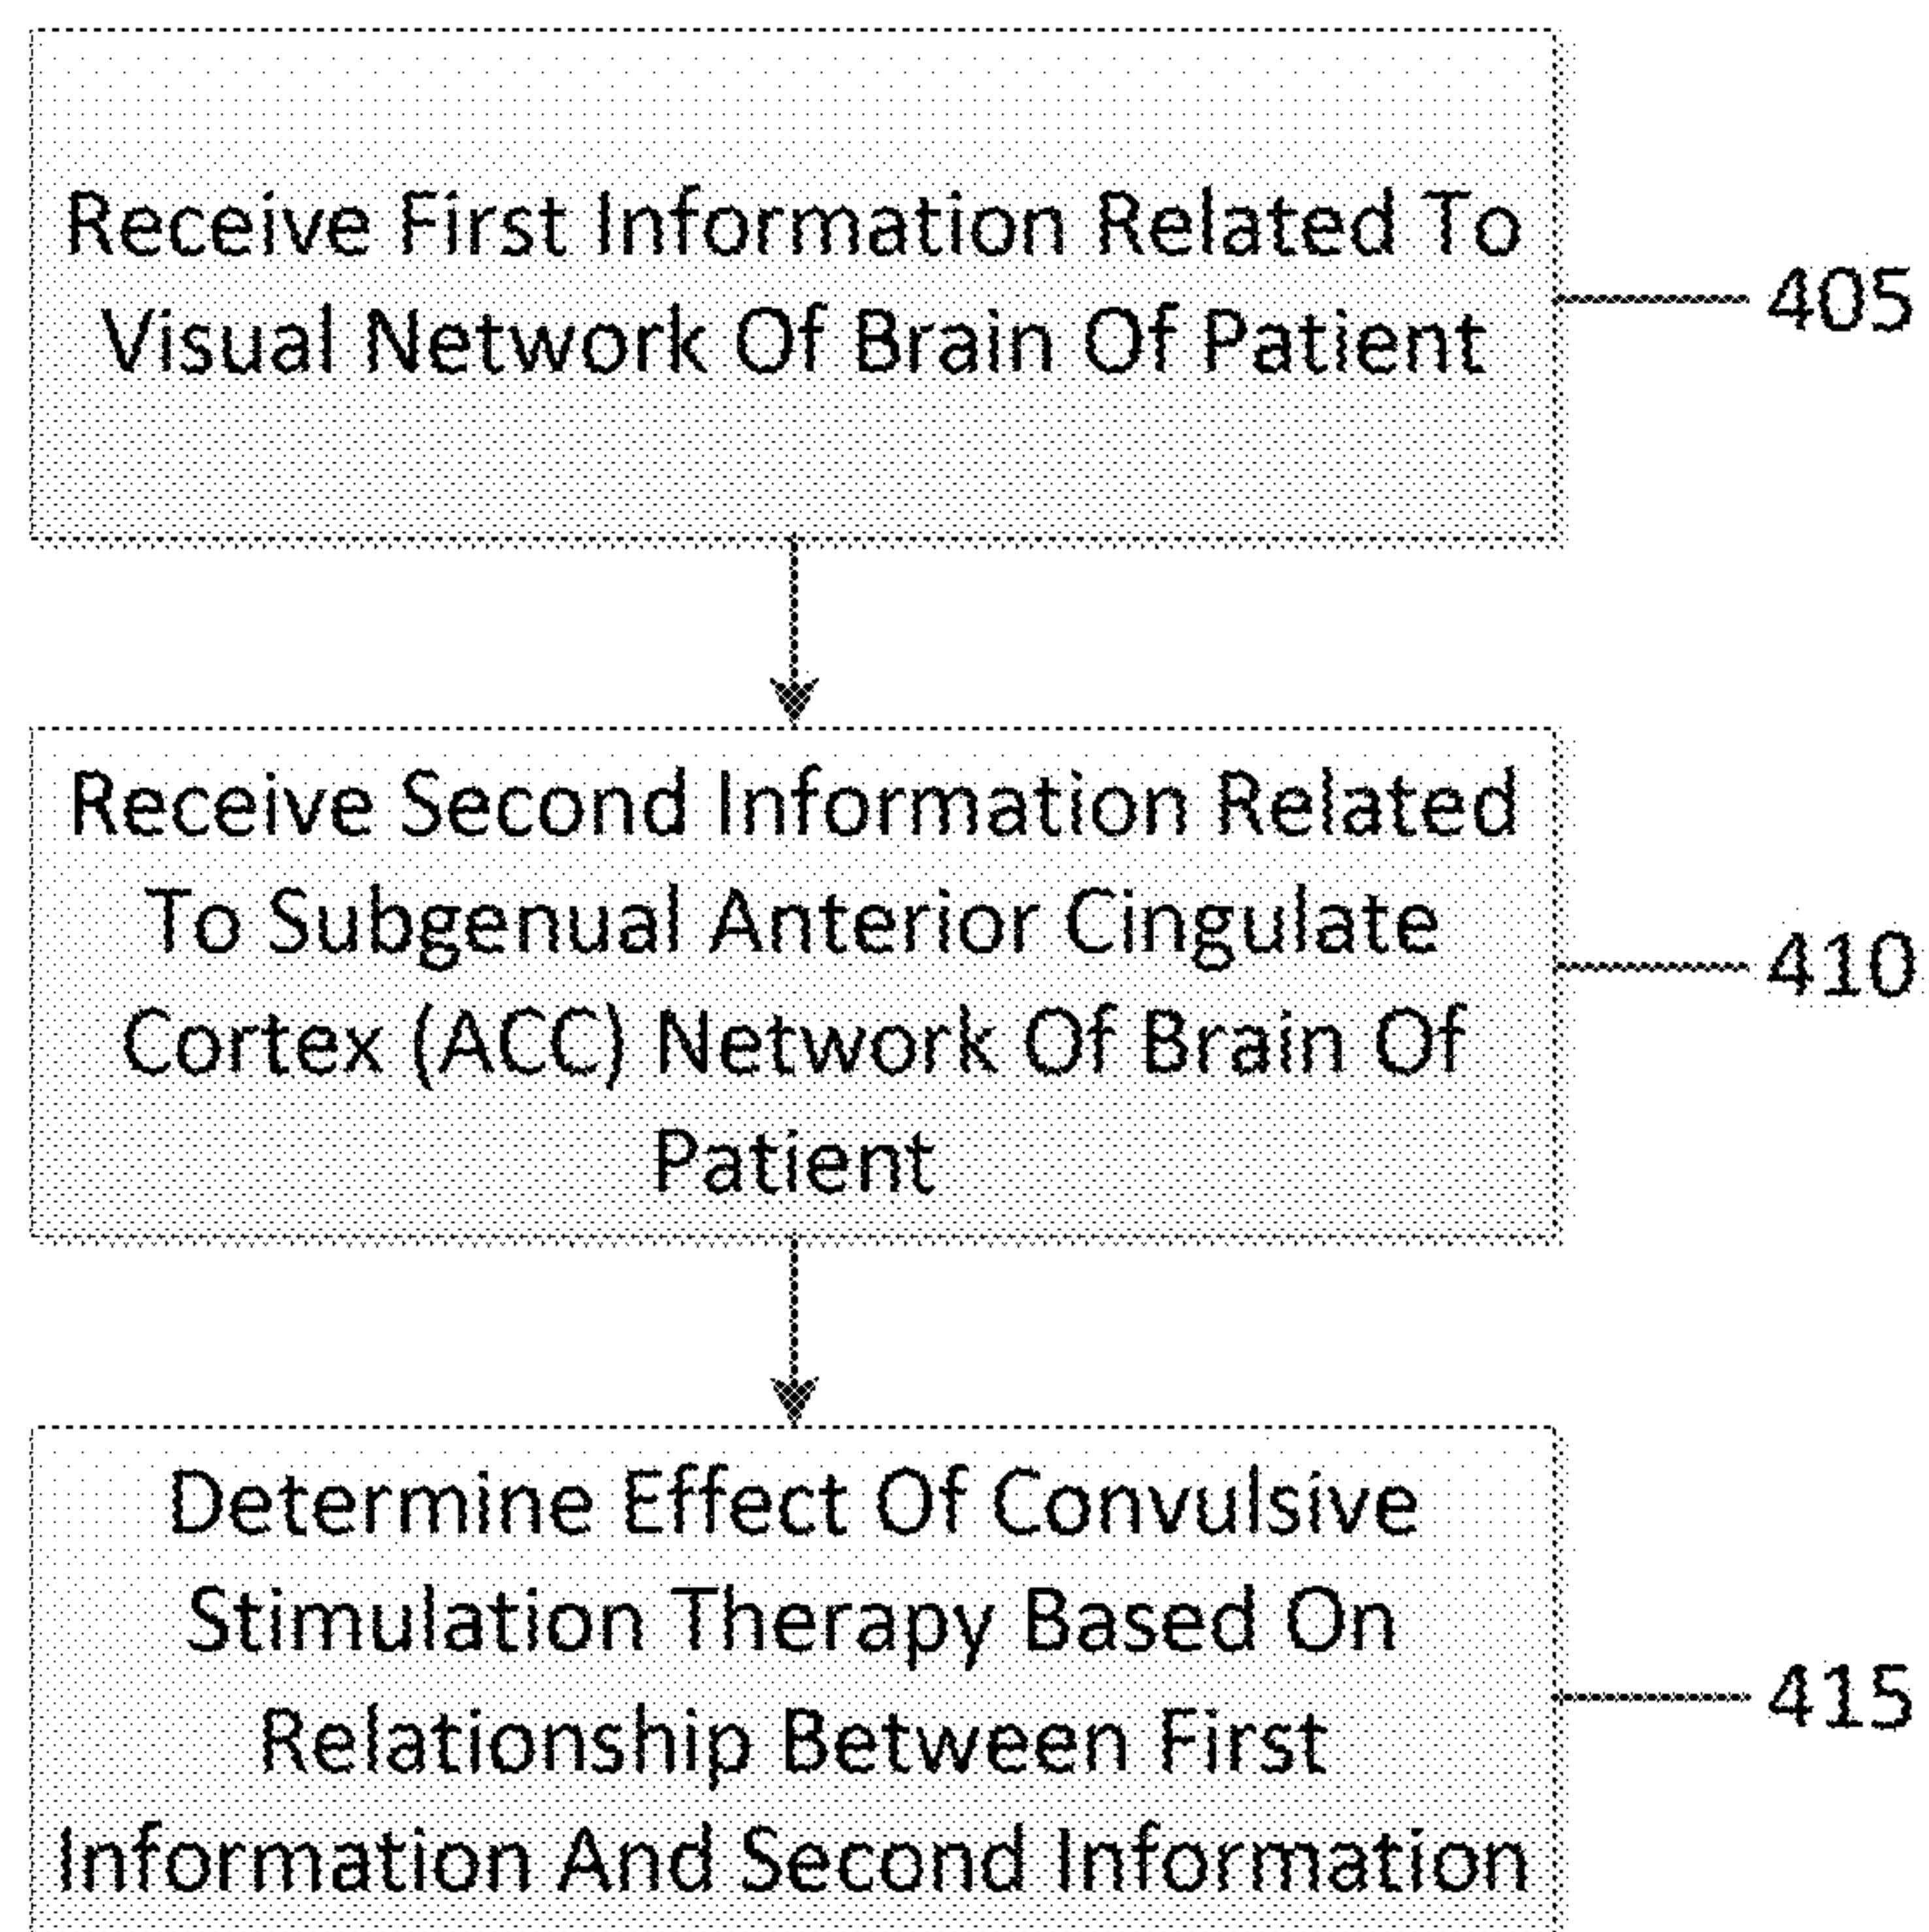 Receive First Information Related To
Visual Network Of Brain Of Patient
405
Receive Second Information Related
To Subgenual Anterior Cingulate
Cortex (ACC) Network Of Brain Of
Patient
410
Determine Effect Of Convulsive
Stimulation Therapy Based On
Relationship Between First
Information And Second Information
415